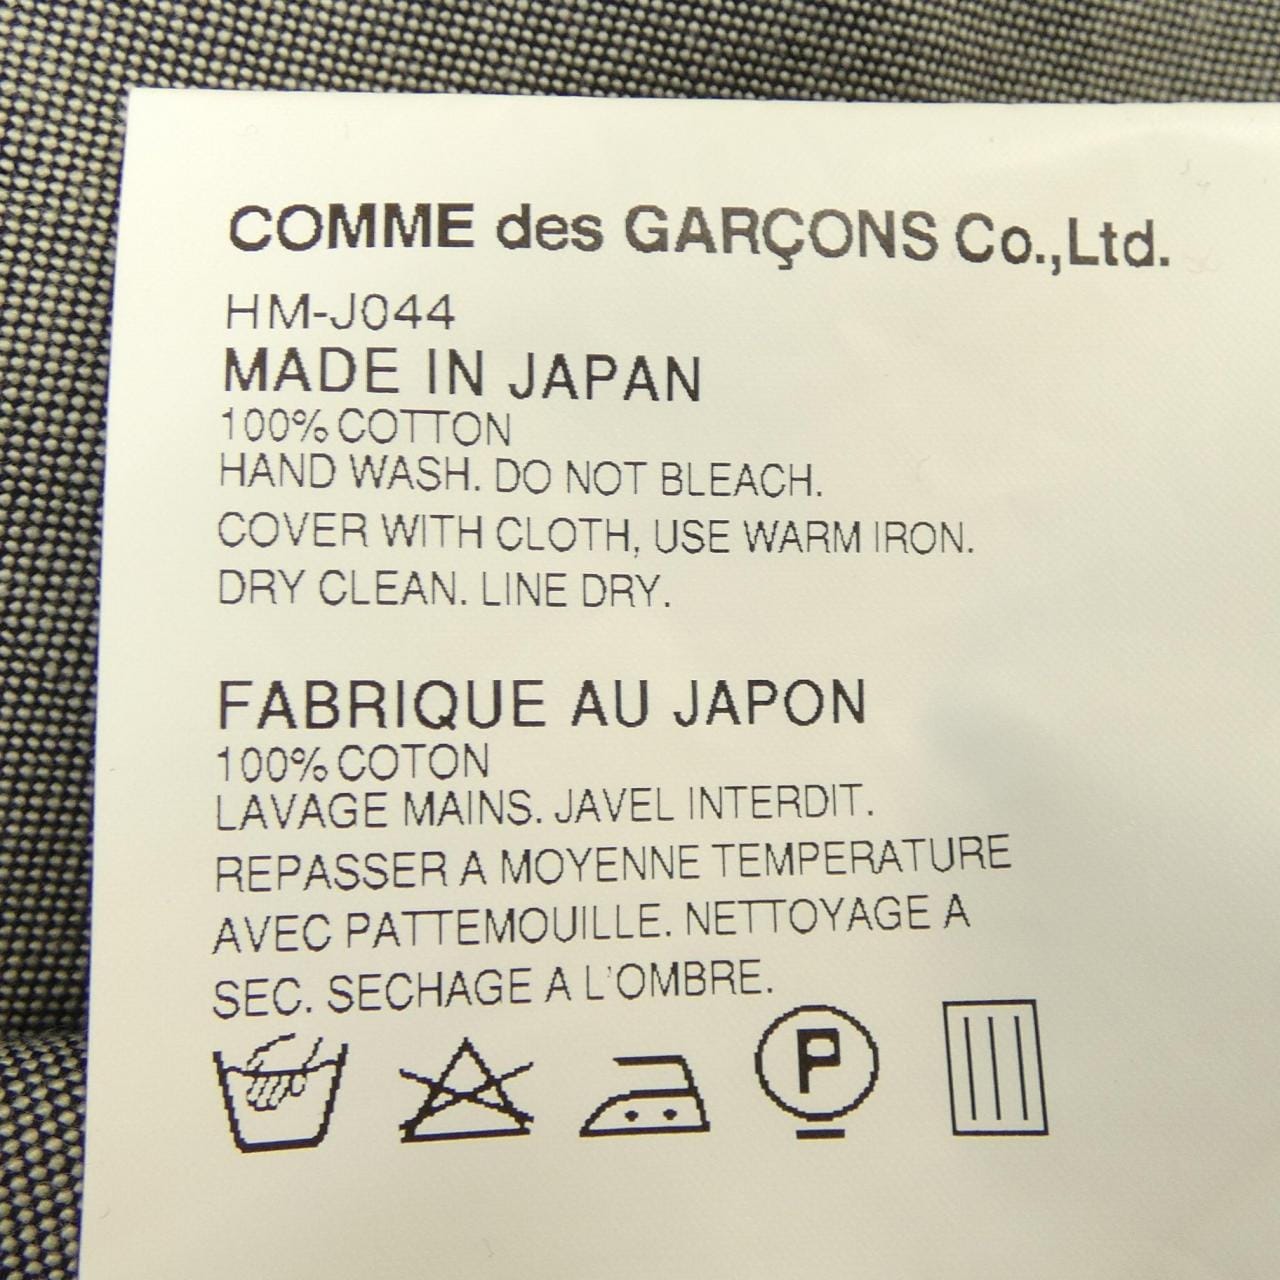 COMME des GARÇONS Co.,Ltd.
HM-J044
MADE IN JAPAN
100% COTTON
HAND WASH. DO NOT BLEACH.
COVER WITH CLOTH, USE WARM IRON.
DRY CLEAN. LINE DRY.
FABRIQUE AU JAPON
100% COTON
LAVAGE MAINS. JAVEL INTERDIT.
REPASSER A MOYENNE TEMPERATURE
AVEC PATTEMOUILLE. NETTOYAGE A
SEC. SECHAGE A L'OMBRE.
P